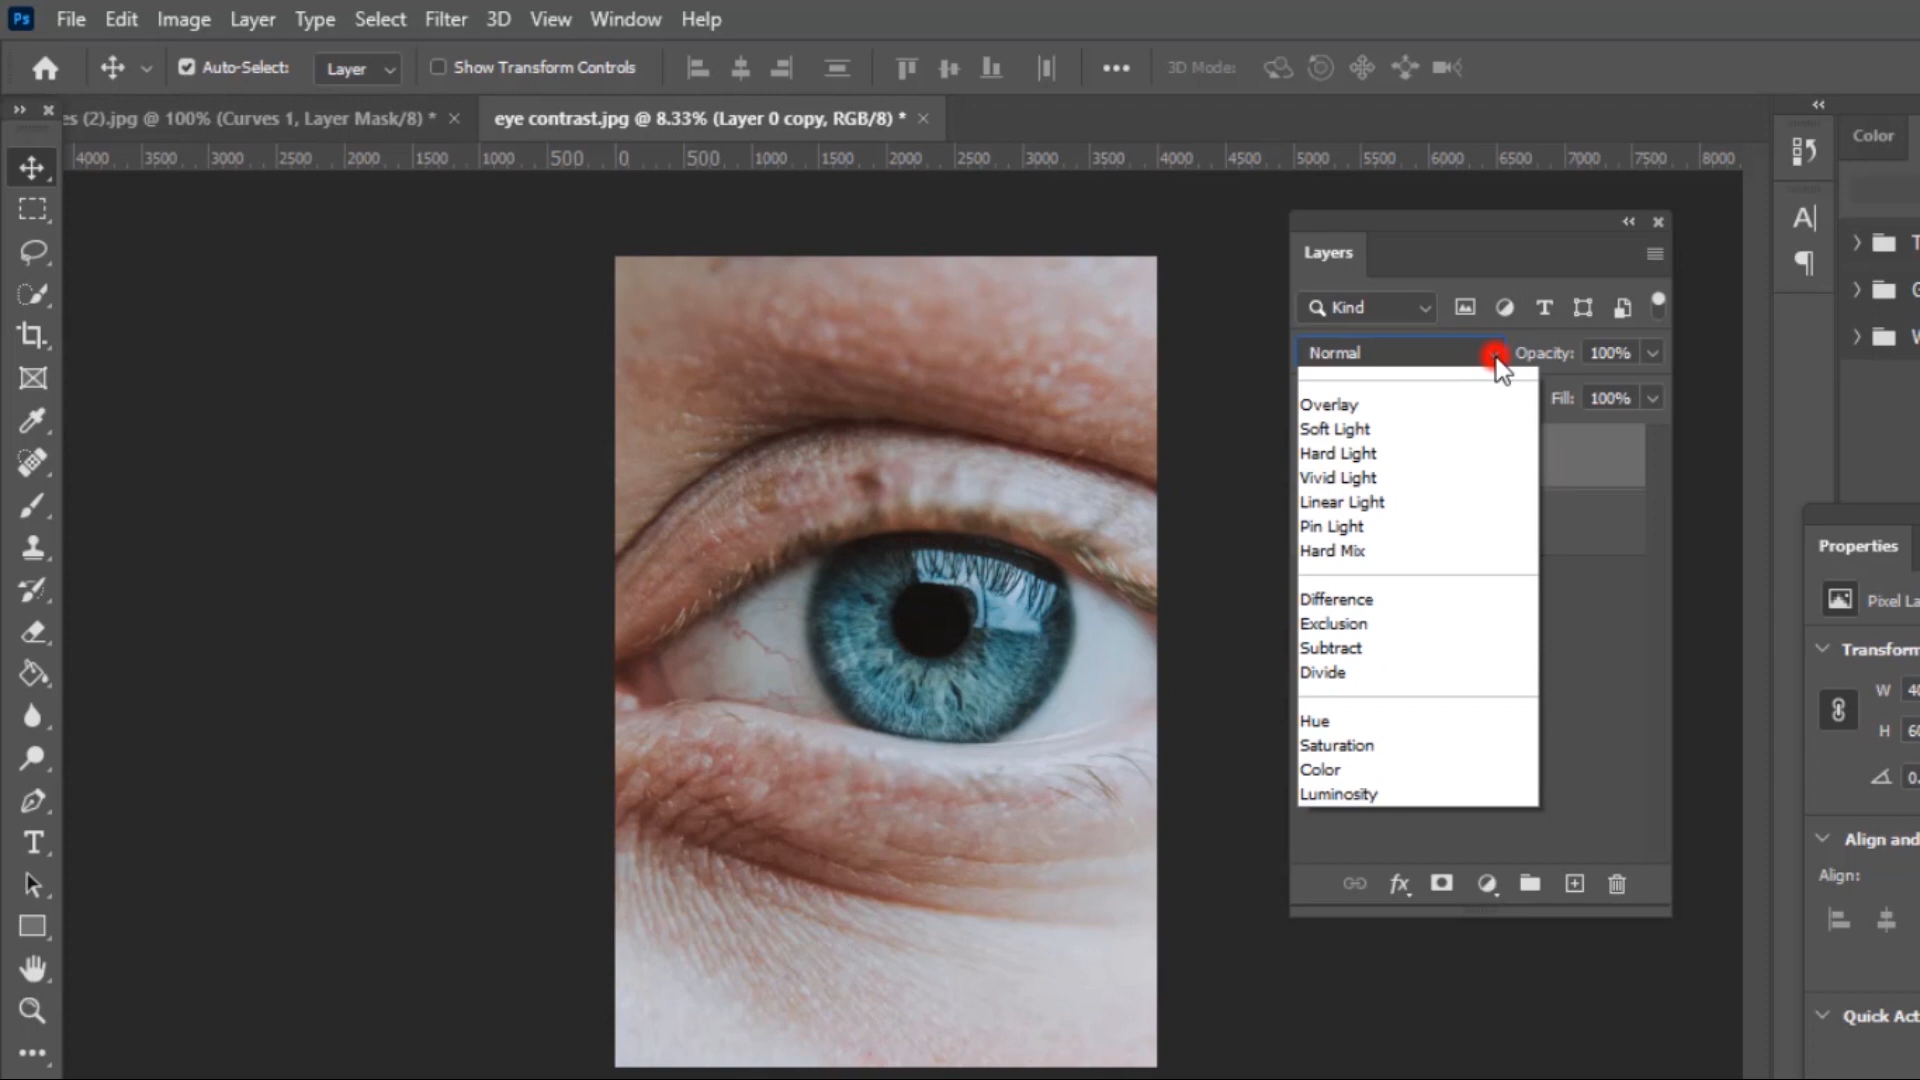 Ps File Edit Image Layer Type Select Filter 3D View Window Help
Auto-Select: Layer Show Transform Controls 3D Mode:
es (2).jpg @ 100% (Curves 1, Layer Mask/8) *
eye contrast.jpg @ 8.33% (Layer 0 copy, RGB/8) *
4000 3500 3000 2500 2000 1500 1000 500 0 500 1000 1500 2000 2500 3000 3500 4000 4500 5000 5500 6000 6500 7000 7500 8000
Color
Layers
Kind
Normal Opacity: 100%
Fill: 100%
Overlay
Soft Light
Hard Light
Vivid Light
Linear Light
Pin Light
Hard Mix
Difference
Exclusion
Subtract
Divide
Hue
Saturation
Color
Luminosity
fx
T
G
W
Properties
Pixel La
Transform
W 40
H 60
0.
Align and
Align:
Quick Act